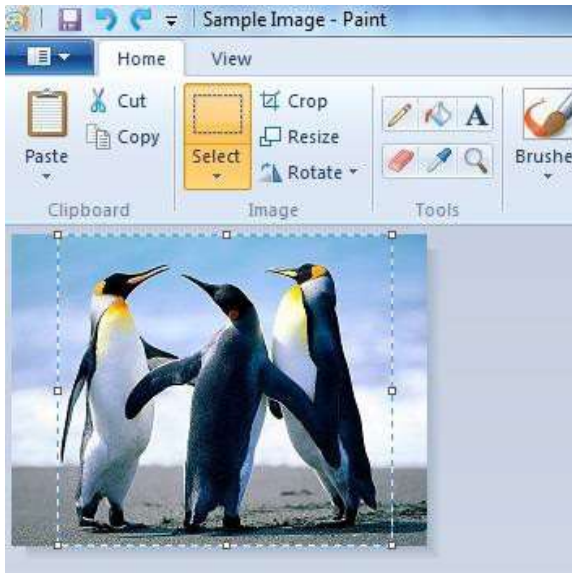 Sample Image - Paint
Home View
Paste
Cut
Copy
Clipboard
Select
Crop
Resize
Rotate
Image
A
Tools
Brushe